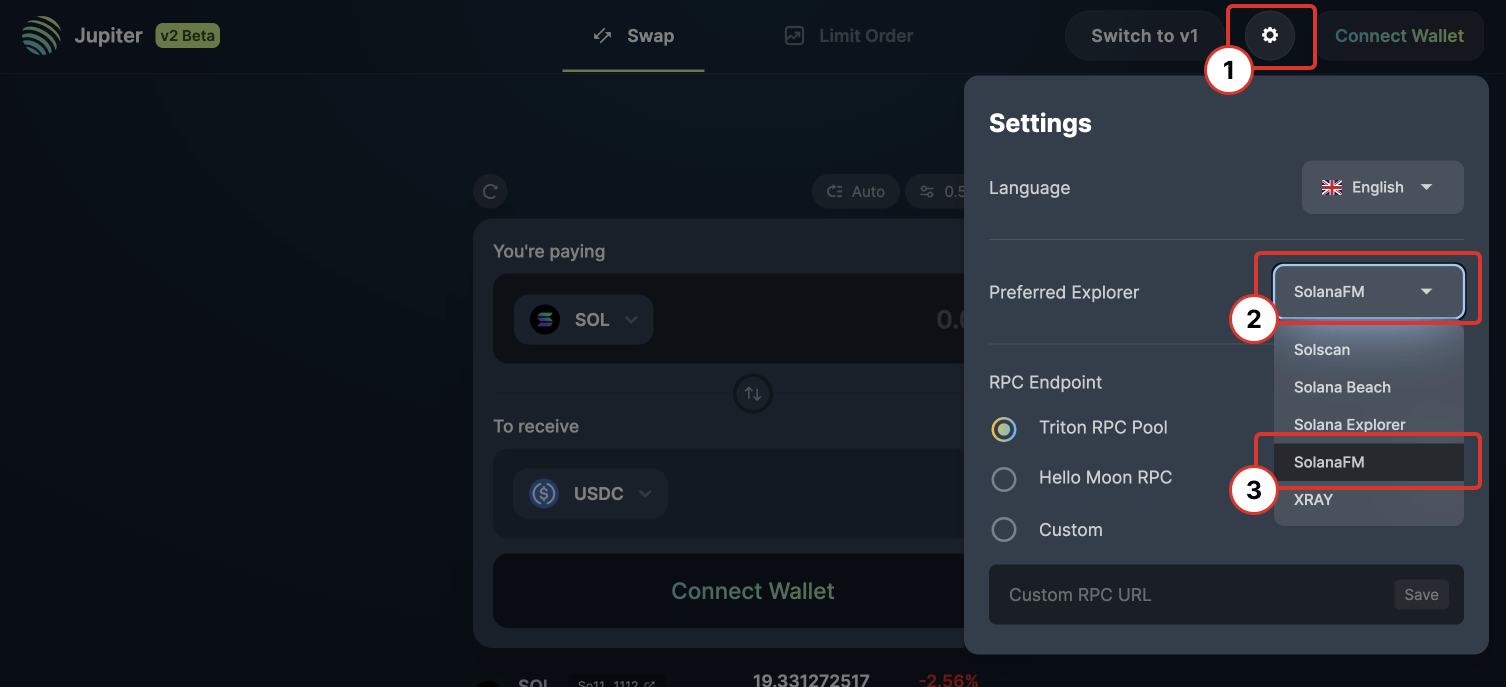 Jupiter v2 Beta Swap Limit Order Switch to v1 Connect Wallet
1
Settings
Language English
Auto 0.5
You're paying
Preferred Explorer SolanaFM
SOL 0.0
2
Solscan
RPC Endpoint Solana Beach
To receive Triton RPC Pool Solana Explorer
SolanaFM
Hello Moon RPC 3
USDC XRAY
Custom
Connect Wallet Custom RPC URL Save
SOL So11...1112 19.331272517 -2.56%